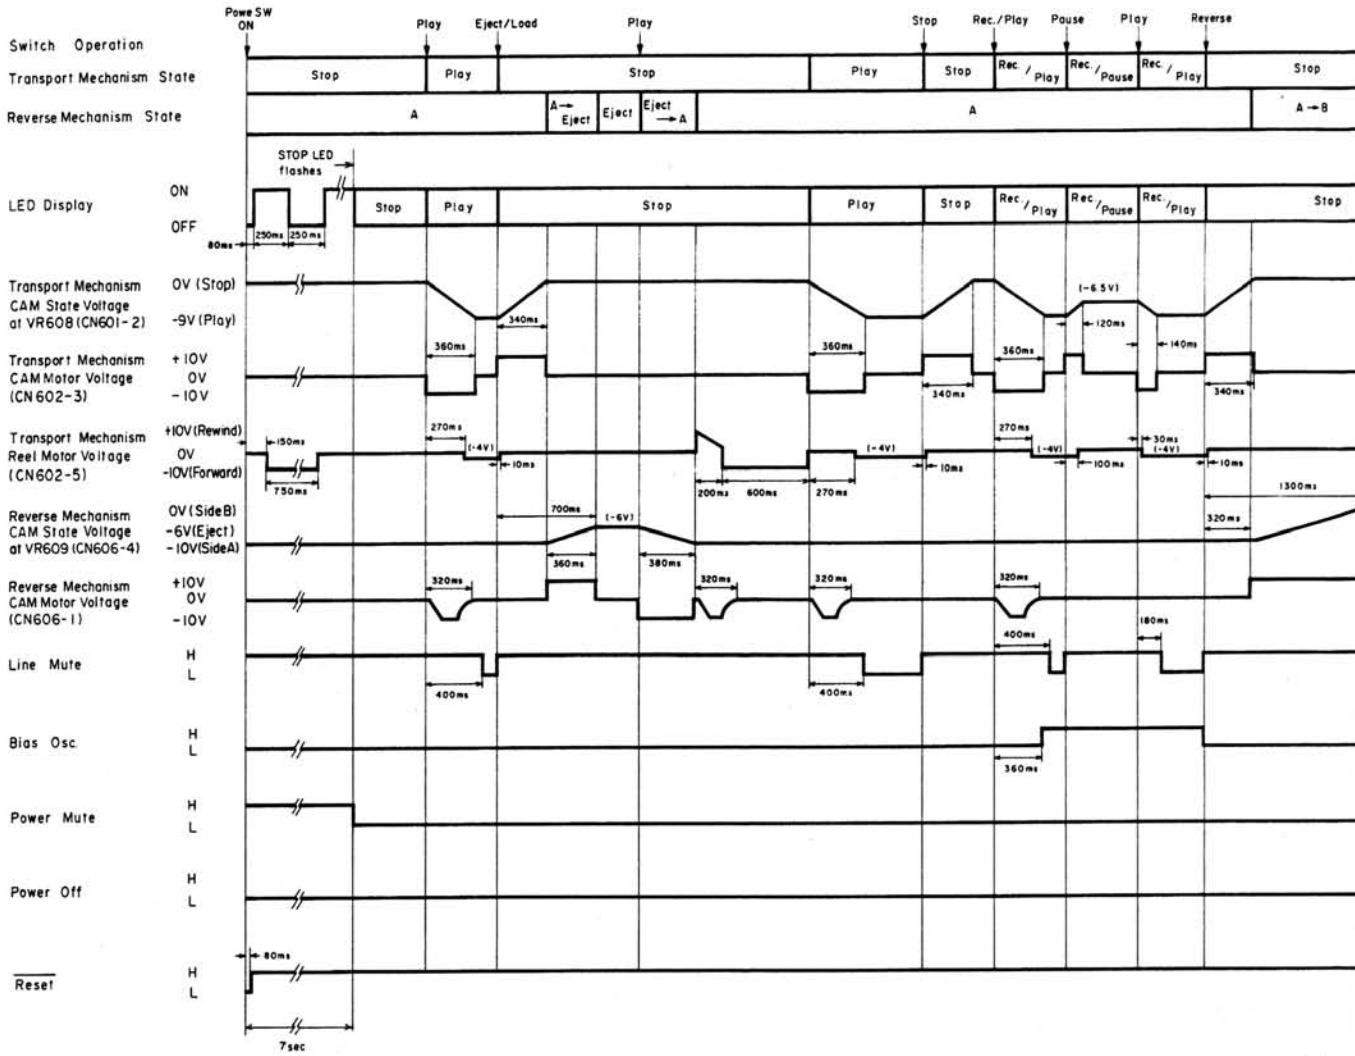 Powe SW
ON
Play
Eject/Load
Play
Stop
Rec./Play
Pause
Play
Reverse
Switch Operation
Transport Mechanism State
Stop
Play
Stop
Play
Stop
Rec./Play
Rec./Pause
Rec./Play
Stop
Reverse Mechanism State
A
A→
Eject
Eject
Eject
→A
A
A→B
STOP LED
flashes
LED Display
ON
OFF
Stop
Play
Stop
Play
Stop
Rec./Play
Rec./Pause
Rec./Play
Stop
80ms
250ms
250ms
Transport Mechanism
CAM State Voltage
at VR608 (CN601-2)
0V (Stop)
-9V (Play)
(-6.5V)
340ms
120ms
Transport Mechanism
CAM Motor Voltage
(CN602-3)
+10V
0V
-10V
360ms
360ms
340ms
360ms
140ms
340ms
Transport Mechanism
Reel Motor Voltage
(CN602-5)
+10V(Rewind)
0V
-10V(Forward)
150ms
750ms
270ms
(-4V)
10ms
200ms
600ms
270ms
(-4V)
10ms
270ms
(-4V)
100ms
30ms
(-4V)
10ms
1300ms
Reverse Mechanism
CAM State Voltage
at VR609 (CN606-4)
0V (SideB)
-6V(Eject)
-10V(SideA)
700ms
(-6V)
360ms
380ms
320ms
Reverse Mechanism
CAM Motor Voltage
(CN606-1)
+10V
0V
-10V
320ms
320ms
320ms
320ms
Line Mute
H
L
400ms
400ms
400ms
180ms
Bias Osc.
H
L
360ms
Power Mute
H
L
Power Off
H
L
Reset
H
L
80ms
7sec